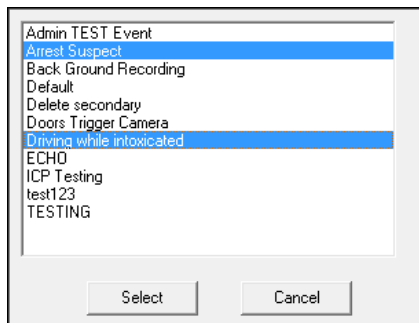 Admin TEST Event
Arrest Suspect
Back Ground Recording
Default
Delete secondary
Doors Trigger Camera
Driving while intoxicated
ECHO
ICP Testing
test123
TESTING
Select
Cancel